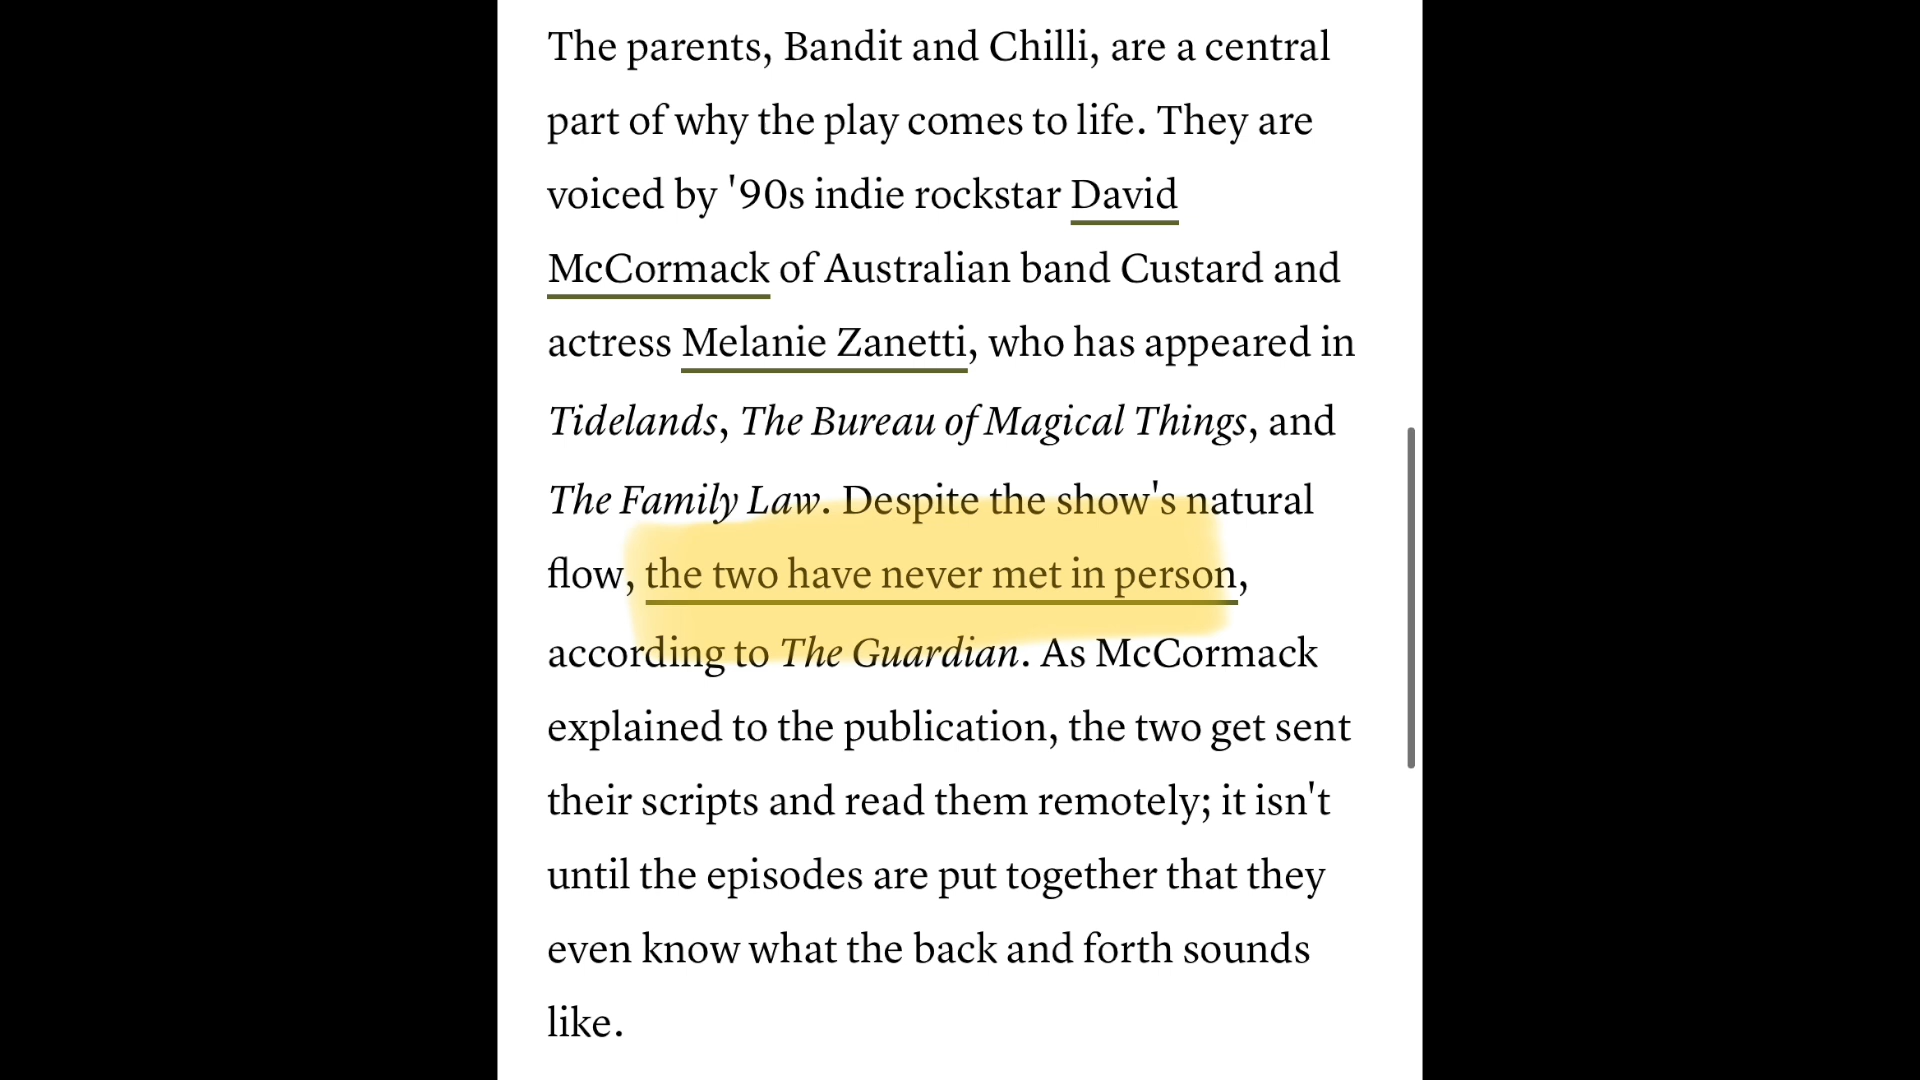 The parents, Bandit and Chilli, are a central
part of why the play comes to life. They are
voiced by '90s indie rockstar David
McCormack of Australian band Custard and
actress Melanie Zanetti, who has appeared in
Tidelands, The Bureau of Magical Things, and
The Family Law. Despite the show's natural
flow, the two have never met in person,
according to The Guardian. As McCormack
explained to the publication, the two get sent
their scripts and read them remotely; it isn't
until the episodes are put together that they
even know what the back and forth sounds
like.